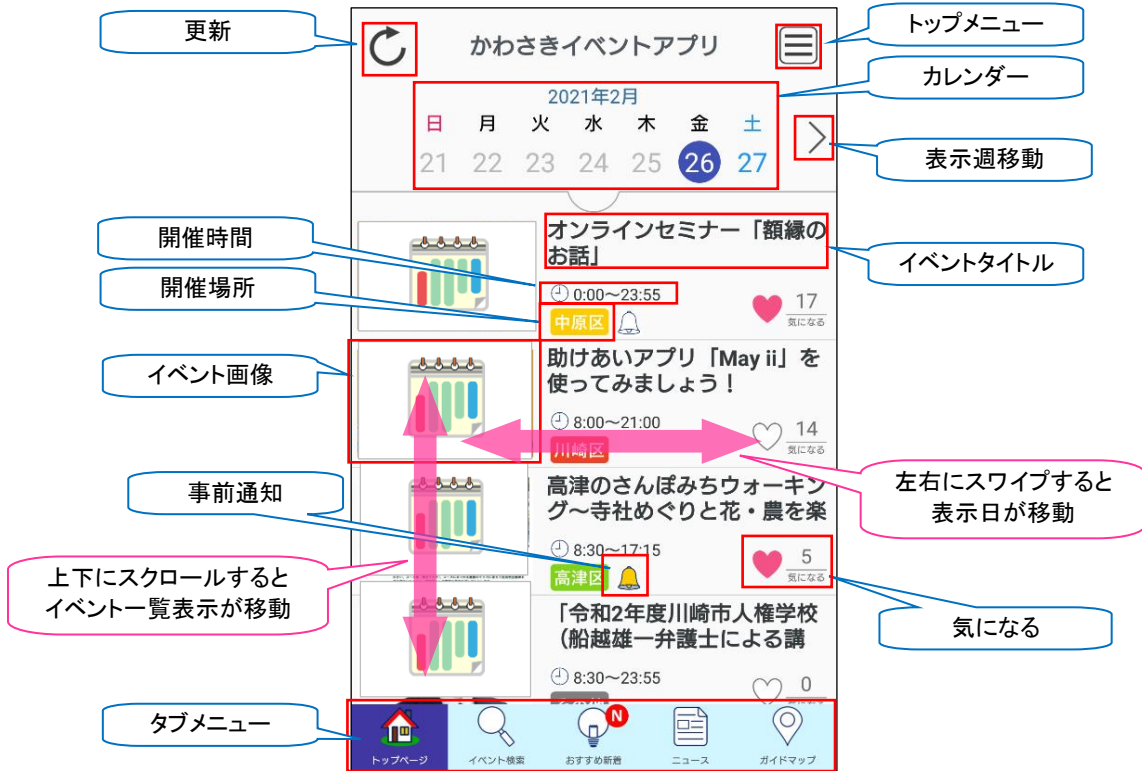 更新
かわさきイベントアプリ
トップメニュー
カレンダー
2021年2月
日 月 火 水 木 金 土
21 22 23 24 25 26 27
表示週移動
開催時間
開催場所
オンラインセミナー「額縁の
お話」
イベントタイトル
0:00～23:55
中原区
17
気になる
イベント画像
助けあいアプリ「May ii」を
使ってみましょう！
8:00～21:00
川崎区
14
気になる
事前通知
高津のさんぽみちウォーキン
グ～寺社めぐりと花・農を楽
8:30～17:15
高津区
5
気になる
左右にスワイプすると
表示日が移動
上下にスクロールすると
イベント一覧表示が移動
気になる
「令和2年度川崎市人権学校
（船越雄一弁護士による講
8:30～23:55
0
タブメニュー
N
トップページ
イベント検索
おすすめ新着
ニュース
ガイドマップ